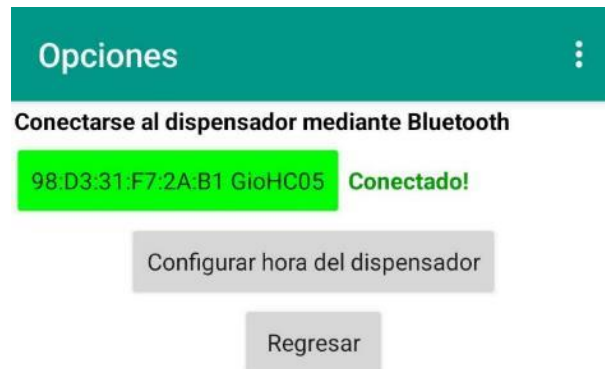 Opciones
Conectarse al dispensador mediante Bluetooth
98:D3:31:F7:2A:B1 GioHC05 Conectado!
Configurar hora del dispensador
Regresar